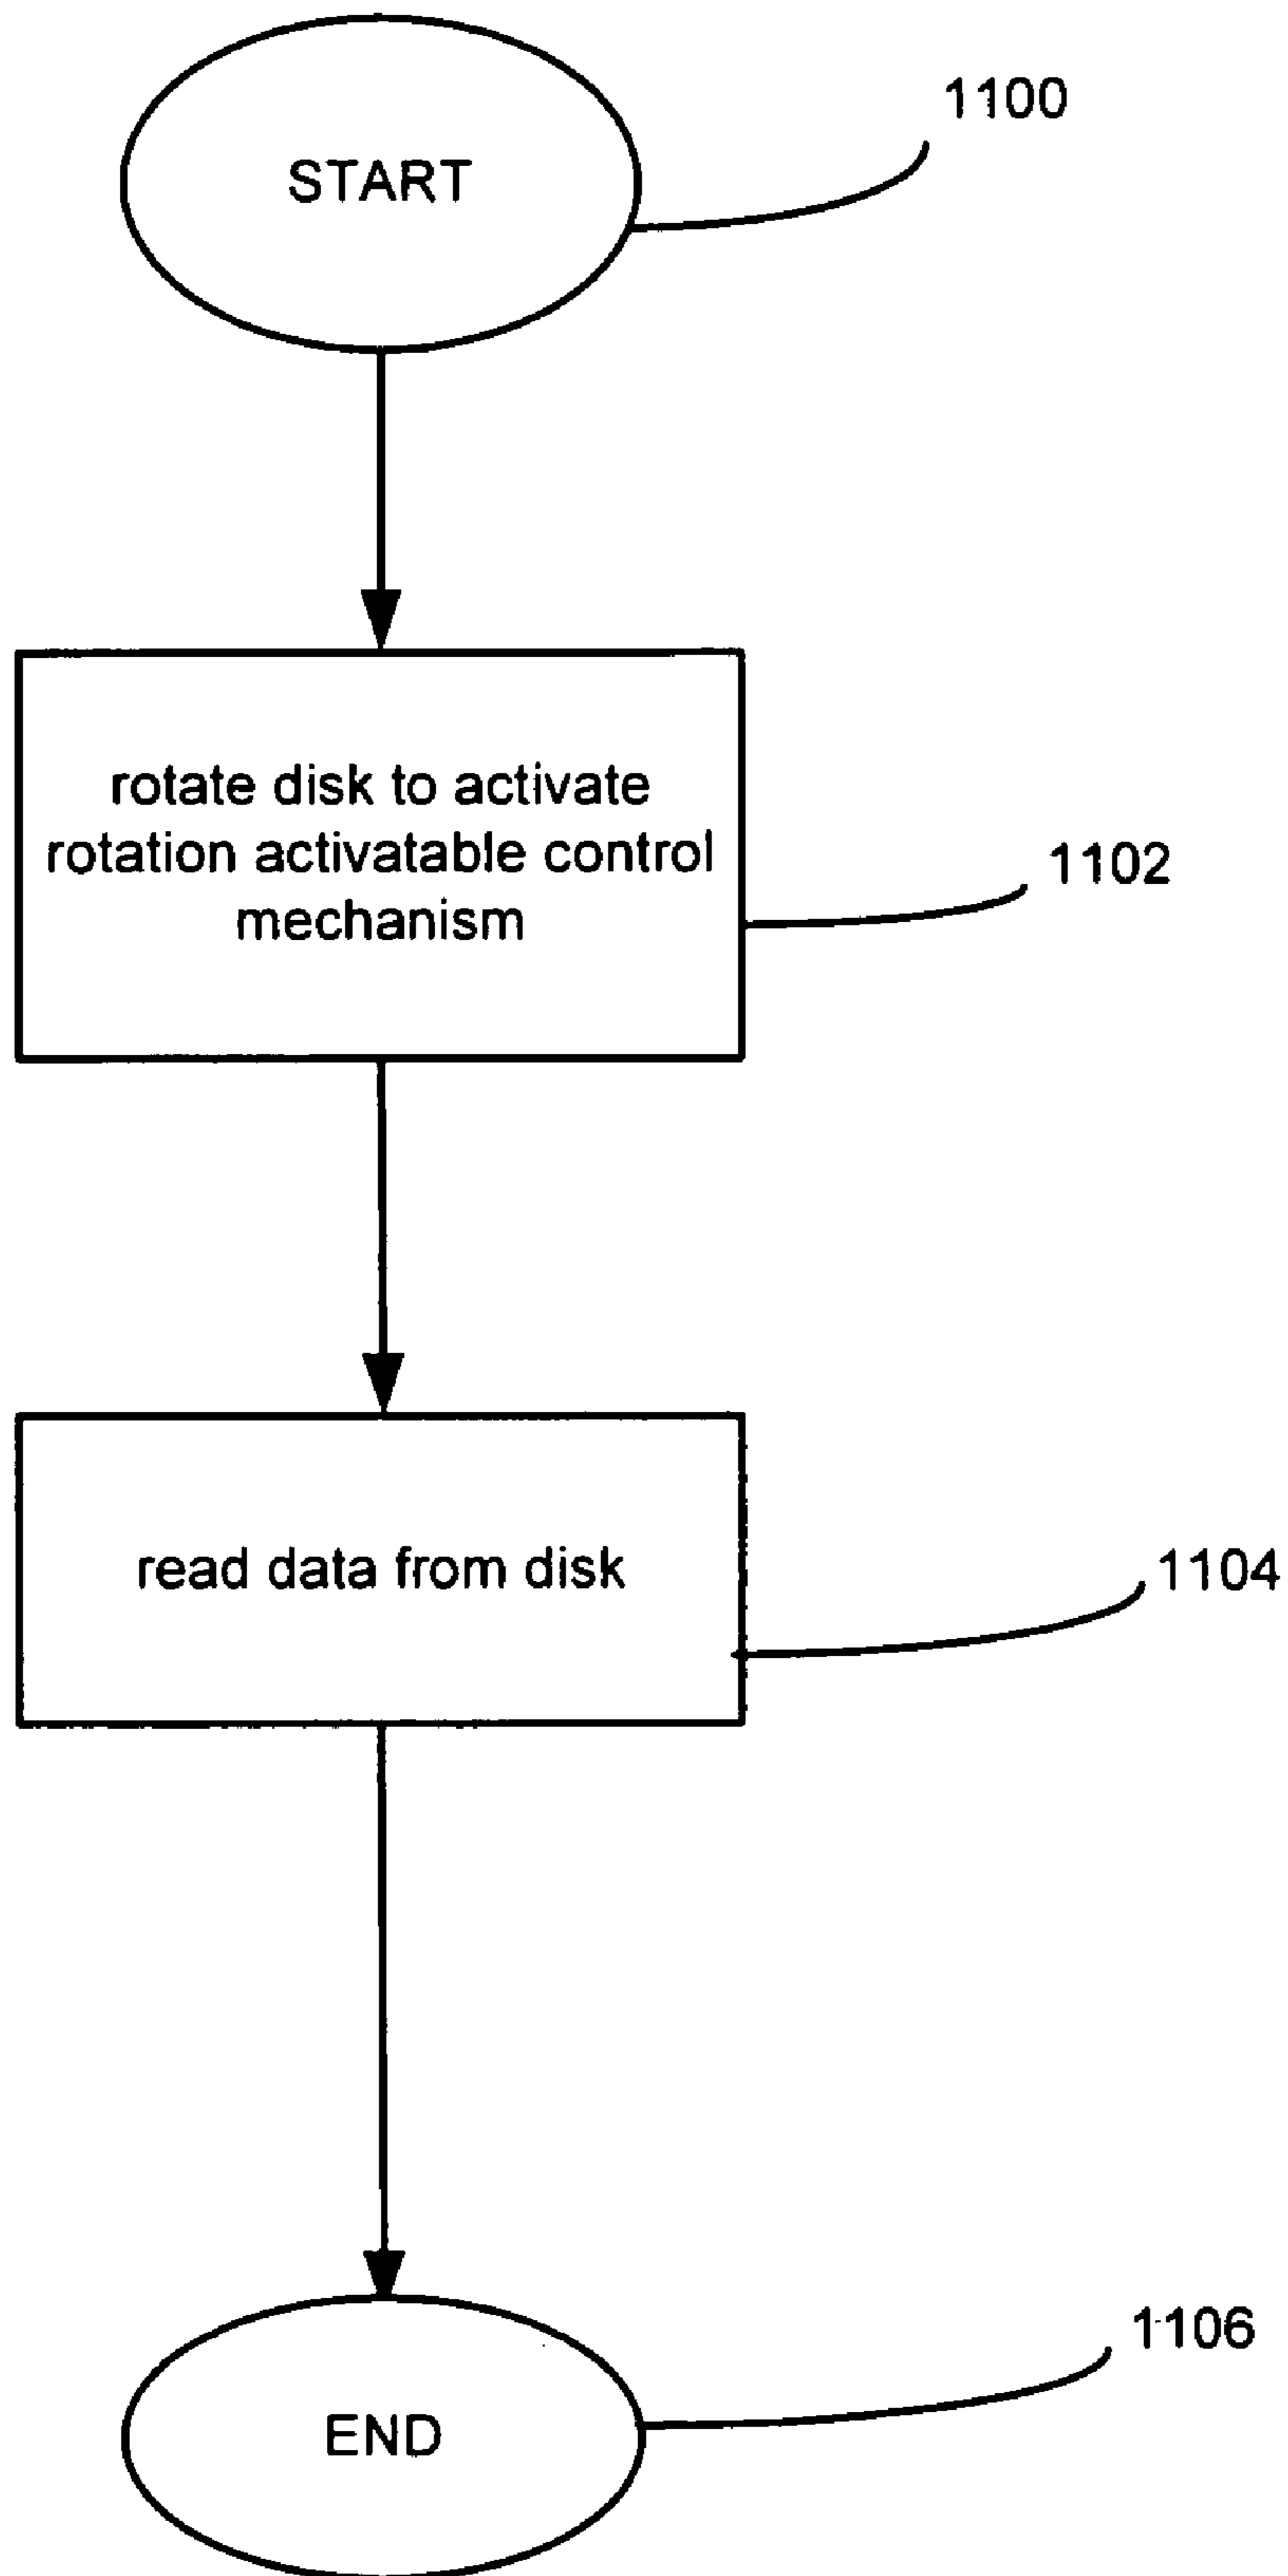 START
1100
rotate disk to activate
rotation activatable control
mechanism
1102
read data from disk
1104
END
1106